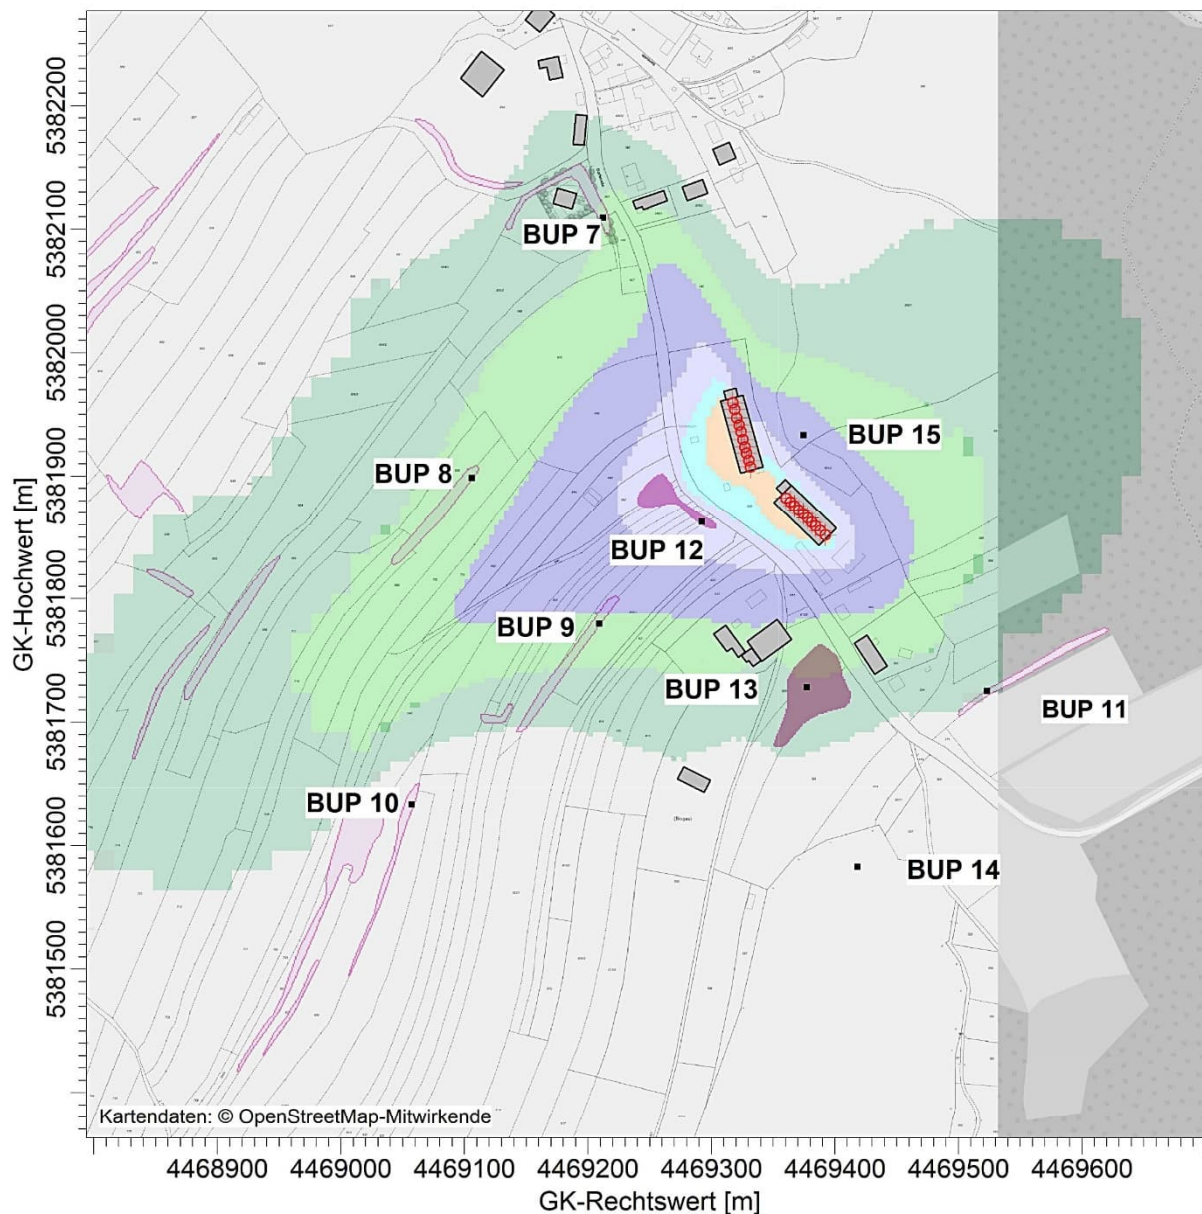 GK-Hochwert [m]
5382200
5382100
5382000
5381900
5381800
5381700
5381600
5381500
BUP 7
BUP 15
BUP 8
BUP 12
BUP 9
BUP 13
BUP 11
BUP 10
BUP 14
Kartendaten: © OpenStreetMap-Mitwirkende
4468900 4469000 4469100 4469200 4469300 4469400 4469500 4469600
GK-Rechtswert [m]